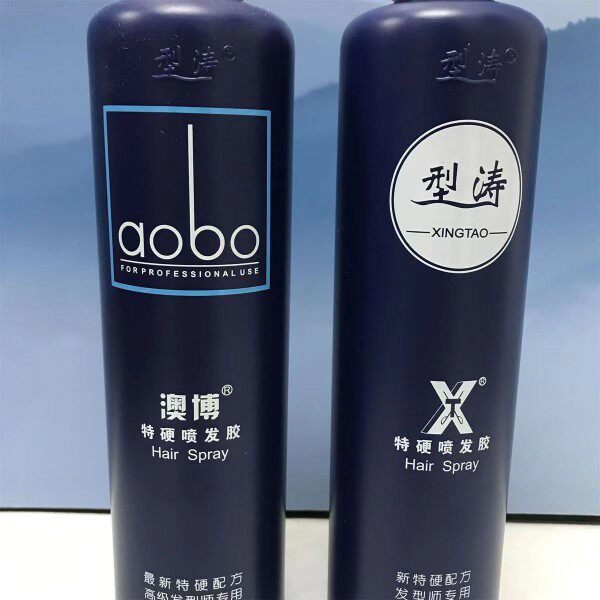 型涛®
aobo
FOR PROFESSIONAL USE
澳博®
特硬喷发胶
Hair Spray
最新特硬配方
高级发型师专用
型涛®
型涛
XINGTAO
X®
特硬喷发胶
Hair Spray
新特硬配方
发型师专用